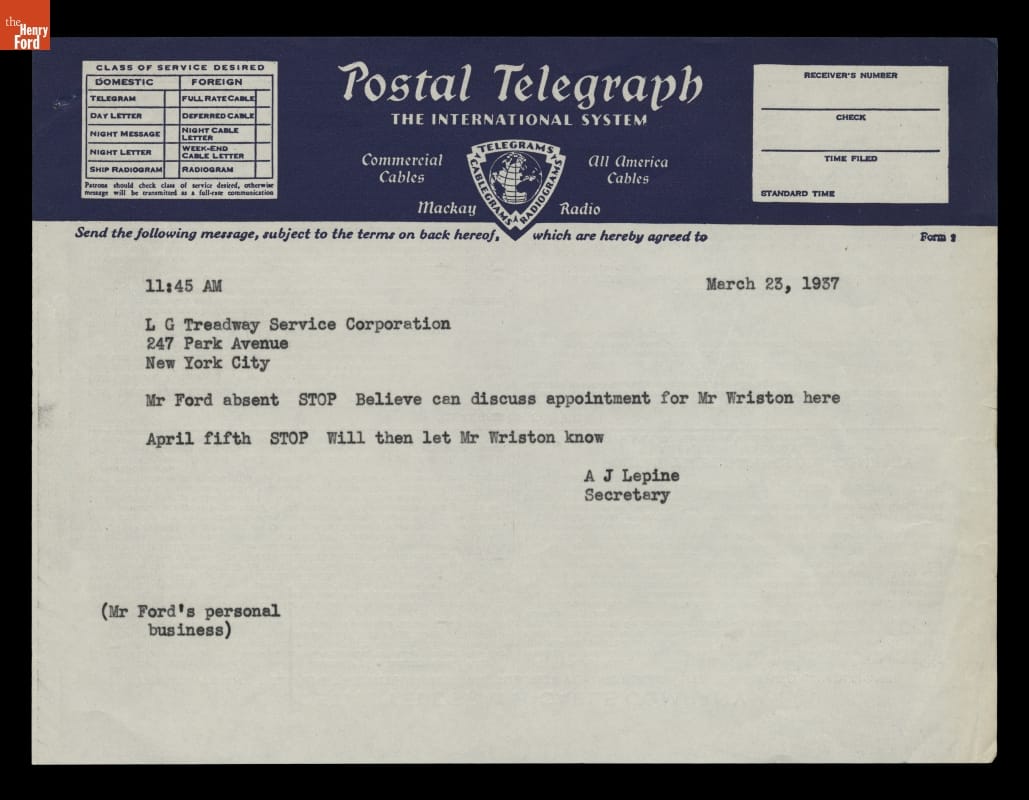 the
Henry
Ford
CLASS OF SERVICE DESIRED
DOMESTIC FOREIGN
TELEGRAM FULL RATE CABLE
DAY LETTER DEFERRED CABLE
NIGHT MESSAGE NIGHT CABLE LETTER
NIGHT LETTER WEEK-END CABLE LETTER
SHIP RADIOGRAM RADIOGRAM
Patrons should check class of service desired, otherwise
message will be transmitted as a full-rate communication
Postal Telegraph
THE INTERNATIONAL SYSTEM
Commercial Cables
All America Cables
Mackay Radio
TELEGRAMS
CABLEGRAMS
RADIOGRAMS
RECEIVER'S NUMBER
CHECK
TIME FILED
STANDARD TIME
Send the following message, subject to the terms on back hereof, which are hereby agreed to
Form 2
11:45 AM March 23, 1937
L G Treadway Service Corporation
247 Park Avenue
New York City
Mr Ford absent STOP Believe can discuss appointment for Mr Wriston here
April fifth STOP Will then let Mr Wriston know
A J Lepine
Secretary
(Mr Ford's personal
business)